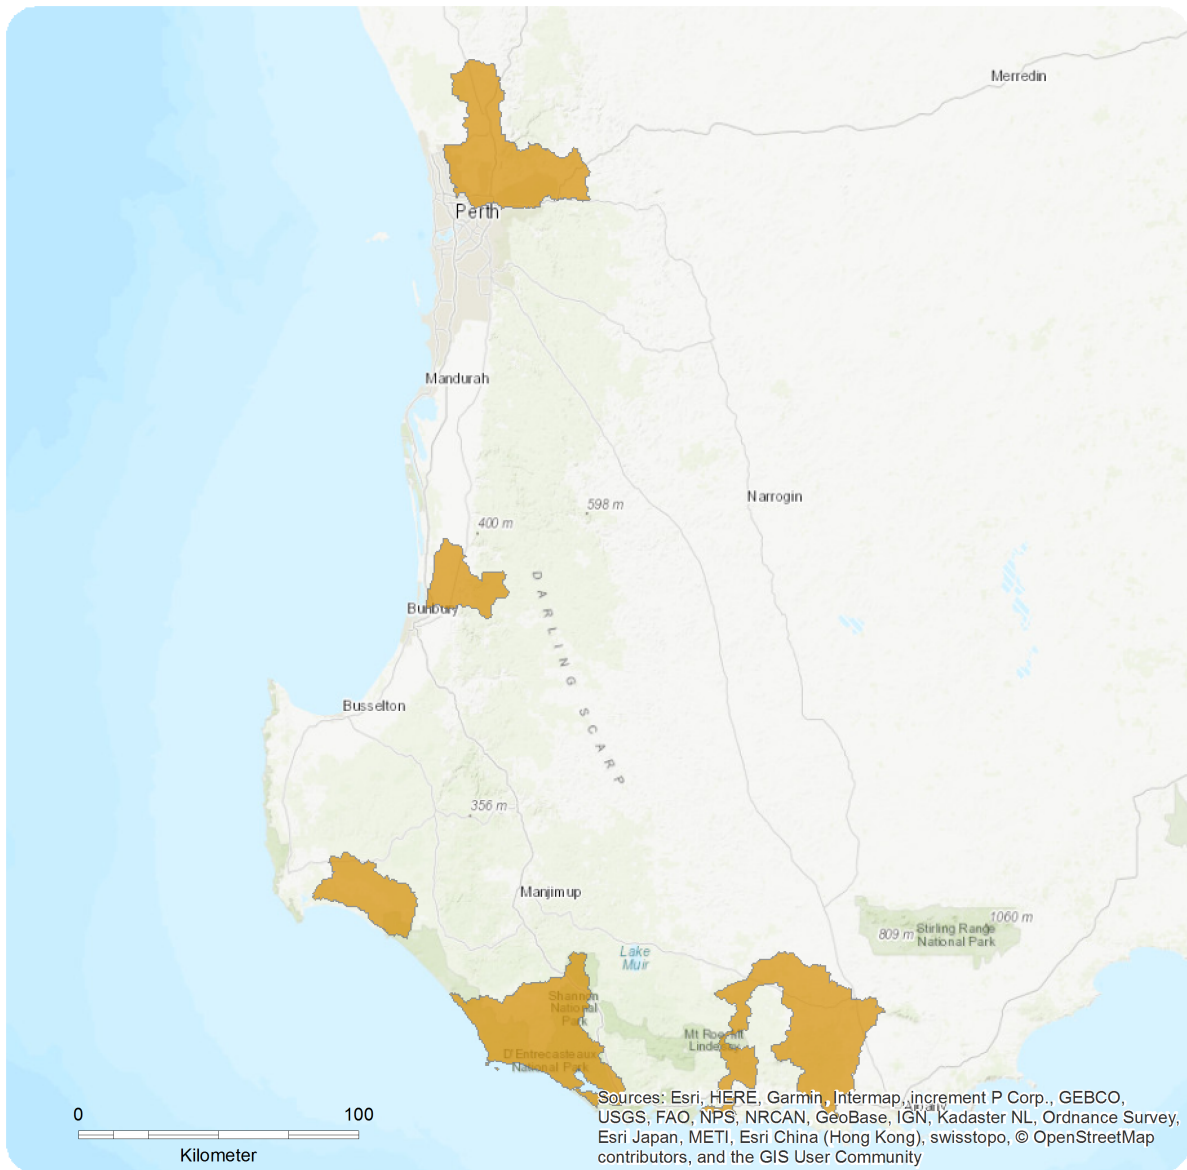 Merredin
Perth
Mandurah
Narrogin
598 m
400 m
DARLING SCARP
Bunbury
Busselton
356 m
Manjimup
1060 m
809 m
Stirling Range
National Park
Lake
Muir
Shannon
National
Park
Mt Roe
Lindesay
D'Entrecasteaux
National Park
Albany
0 100
Kilometer
Sources: Esri, HERE, Garmin, Intermap, increment P Corp., GEBCO,
USGS, FAO, NPS, NRCAN, GeoBase, IGN, Kadaster NL, Ordnance Survey,
Esri Japan, METI, Esri China (Hong Kong), swisstopo, © OpenStreetMap
contributors, and the GIS User Community